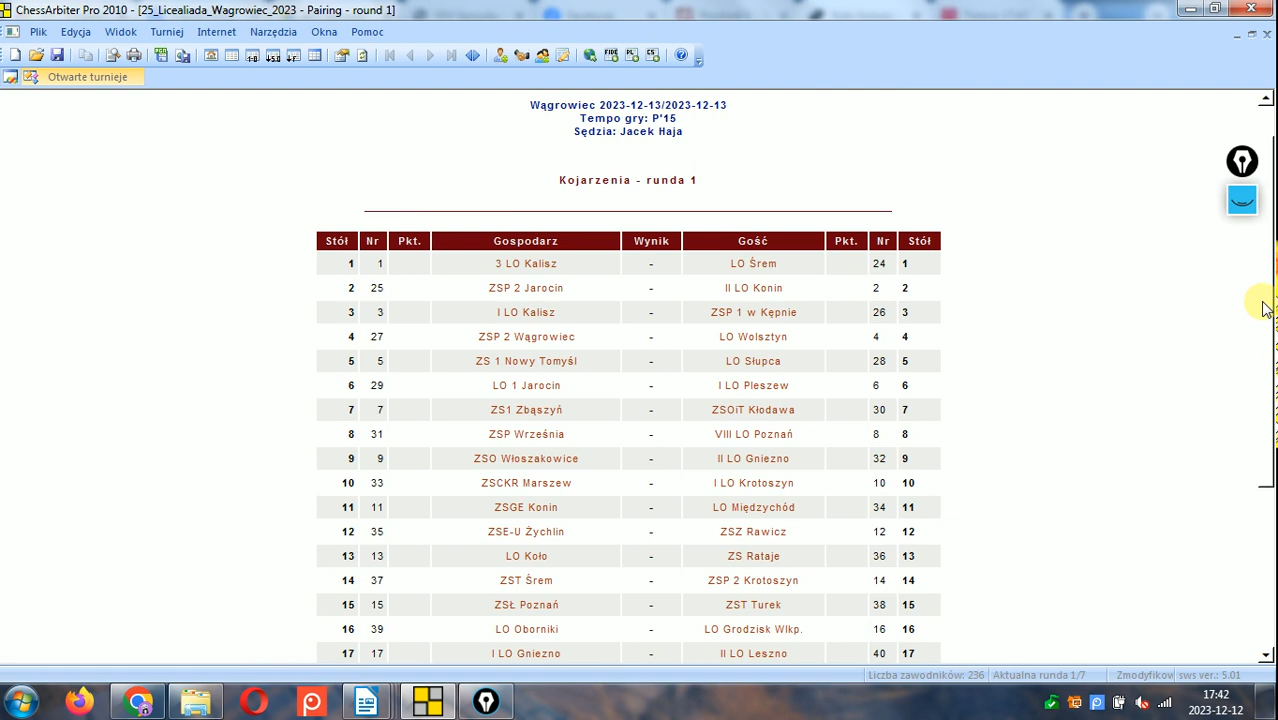 ChessArbiter Pro 2010 - [25_Licealiada_Wagrowiec_2023 - Pairing - round 1]
Plik Edycja Widok Turniej Internet Narzędzia Okna Pomoc
Otwarte turnieje
Wągrowiec 2023-12-13/2023-12-13
Tempo gry: P'15
Sędzia: Jacek Haja
Kojarzenia - runda 1
Stół Nr Pkt. Gospodarz Wynik Gość Pkt. Nr Stół
1 1 3 LO Kalisz - LO Śrem 24 1
2 25 ZSP 2 Jarocin - II LO Konin 2 2
3 3 I LO Kalisz - ZSP 1 w Kępnie 26 3
4 27 ZSP 2 Wągrowiec - LO Wolsztyn 4 4
5 5 ZS 1 Nowy Tomyśl - LO Słupca 28 5
6 29 LO 1 Jarocin - I LO Pleszew 6 6
7 7 ZS1 Zbąszyń - ZSOiT Kłodawa 30 7
8 31 ZSP Września - VIII LO Poznań 8 8
9 9 ZSO Włoszakowice - II LO Gniezno 32 9
10 33 ZSCKR Marszew - I LO Krotoszyn 10 10
11 11 ZSGE Konin - LO Międzychód 34 11
12 35 ZSE-U Żychlin - ZSZ Rawicz 12 12
13 13 LO Koło - ZS Rataje 36 13
14 37 ZST Śrem - ZSP 2 Krotoszyn 14 14
15 15 ZSŁ Poznań - ZST Turek 38 15
16 39 LO Oborniki - LO Grodzisk Wlkp. 16 16
17 17 I LO Gniezno - II LO Leszno 40 17
Liczba zawodników: 236 Aktualna runda 1/7 Zmodyfikow sws ver.: 5.01
17:42
2023-12-12